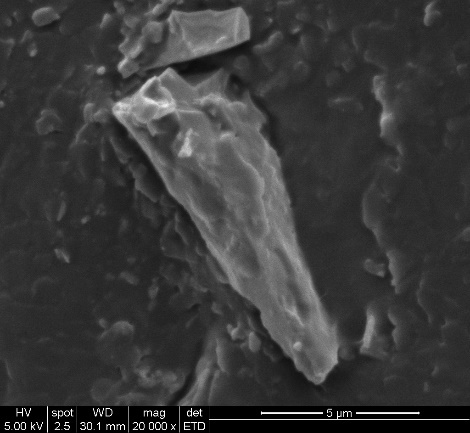 HV spot WD mag det
5.00 kV 2.5 30.1 mm 20 000 x ETD 5 µm